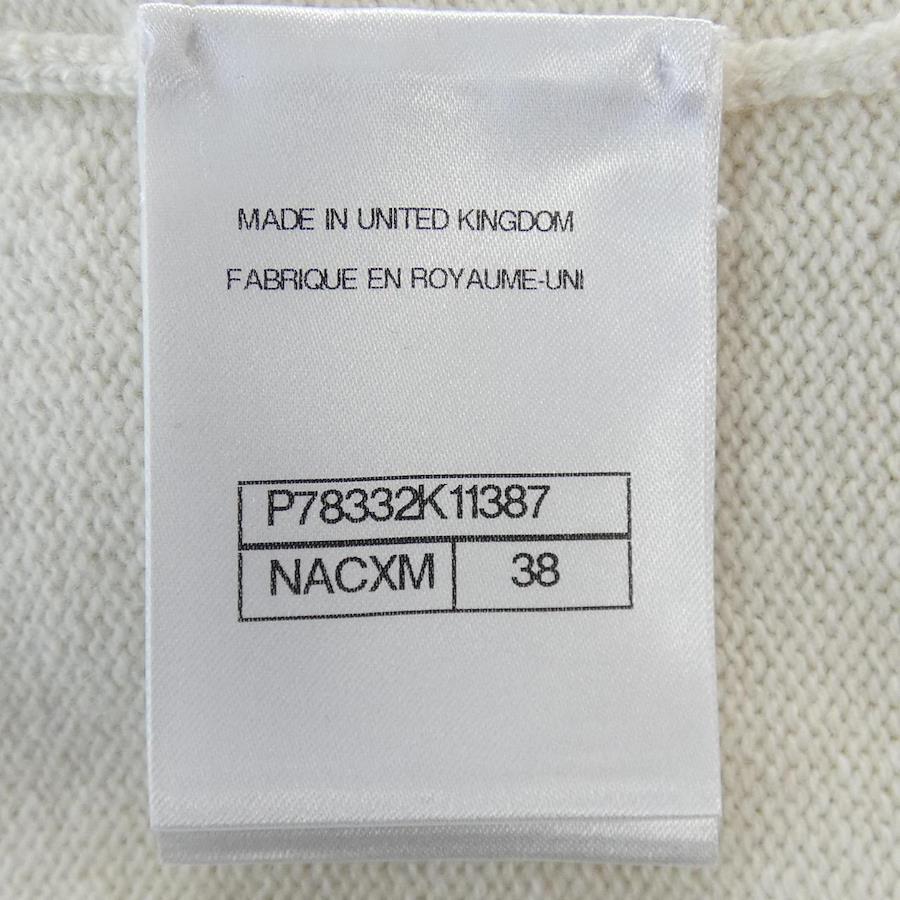 MADE IN UNITED KINGDOM
FABRIQUE EN ROYAUME-UNI
P78332K11387
NACXM 38